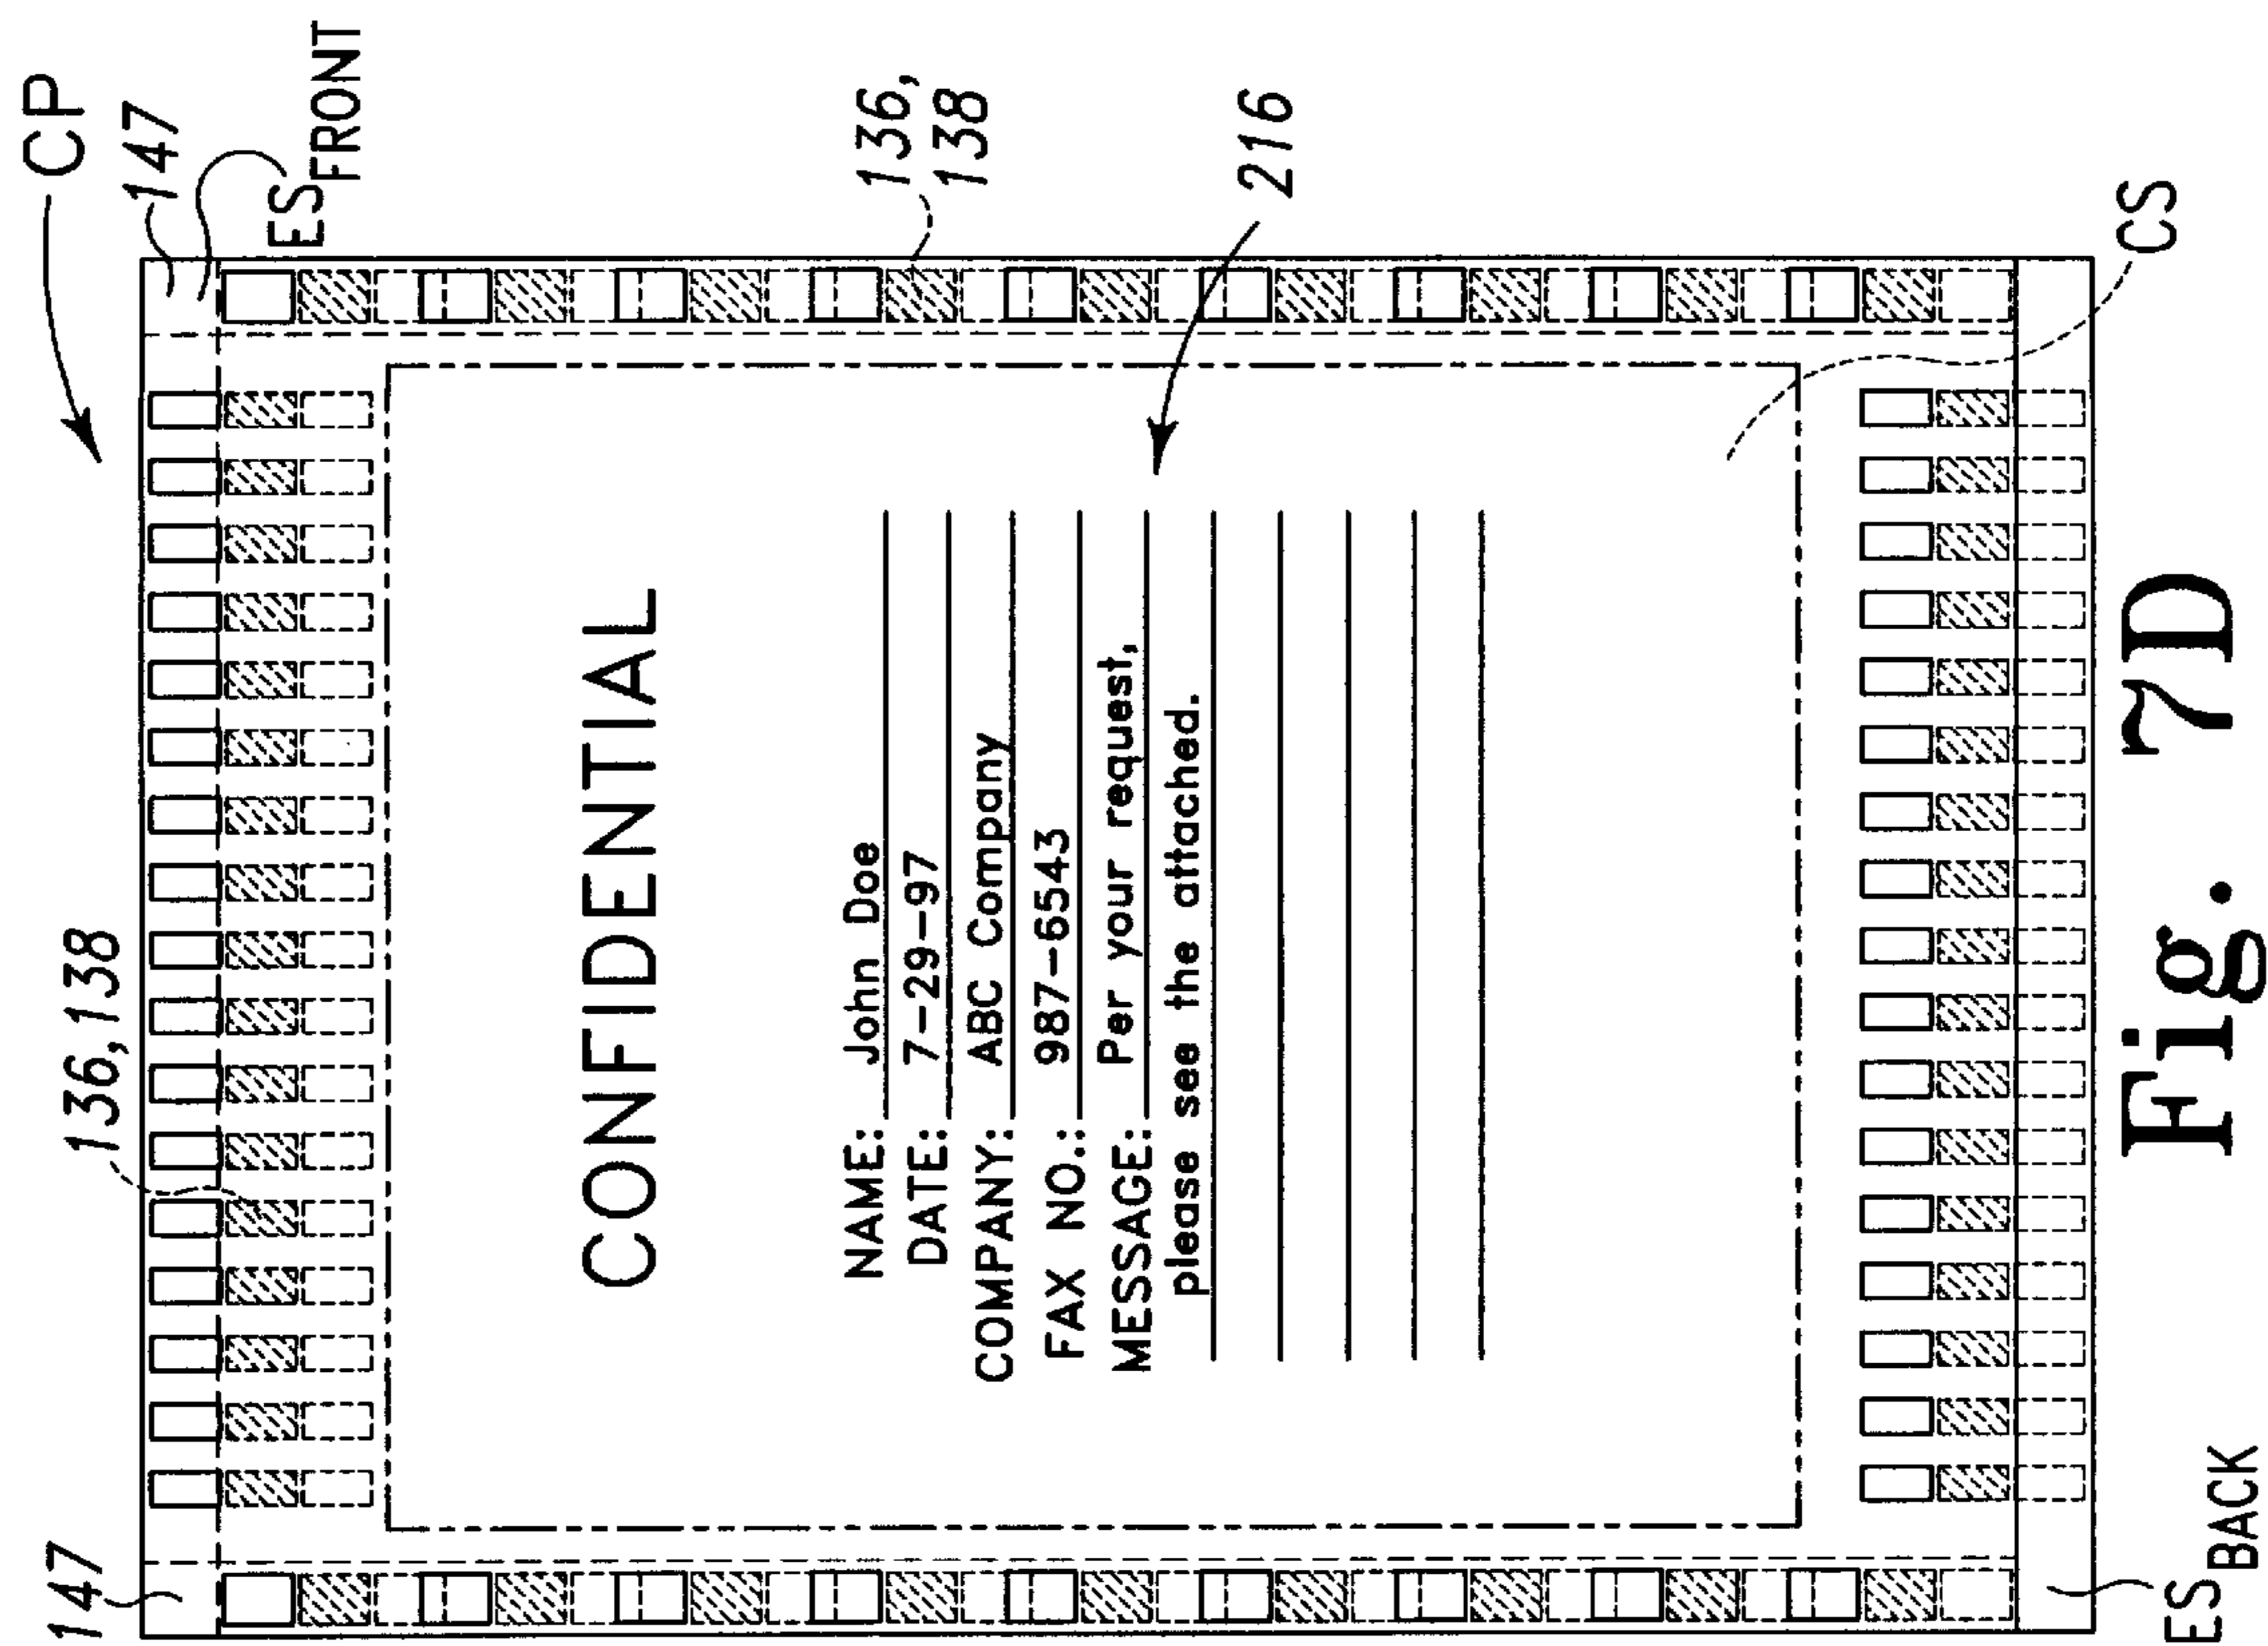 CP
147
ES FRONT
136,138
136,
138
216
147
CONFIDENTIAL
NAME: John Doe
DATE: 7-29-97
COMPANY: ABC Company
FAX NO.: 987-6543
MESSAGE: Per your request,
please see the attached.
CS
ES BACK
Fig. 7D